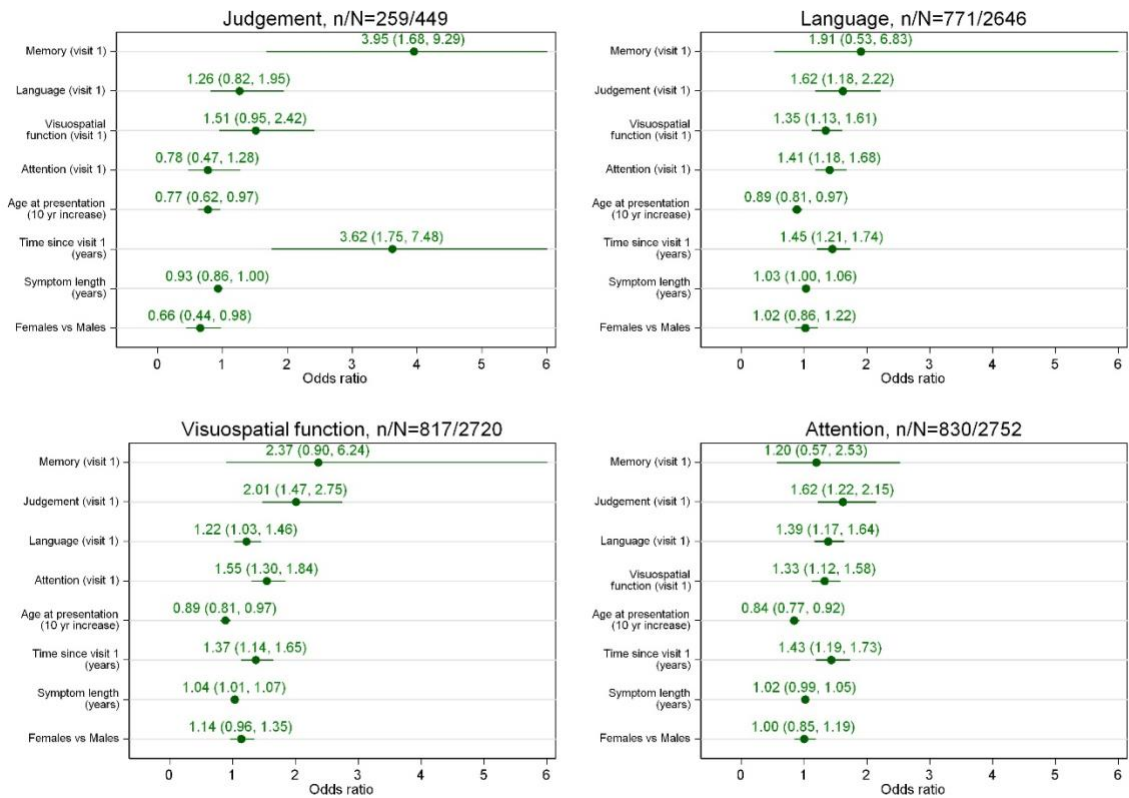 Judgement, n/N=259/449
Memory (visit 1)
3.95 (1.68, 9.29)
Language (visit 1)
1.26 (0.82, 1.95)
Visuospatial
function (visit 1)
1.51 (0.95, 2.42)
Attention (visit 1)
0.78 (0.47, 1.28)
Age at presentation
(10 yr increase)
0.77 (0.62, 0.97)
Time since visit 1
(years)
3.62 (1.75, 7.48)
Symptom length
(years)
0.93 (0.86, 1.00)
Females vs Males
0.66 (0.44, 0.98)
0 1 2 3 4 5 6
Odds ratio
Language, n/N=771/2646
Memory (visit 1)
1.91 (0.53, 6.83)
Judgement (visit 1)
1.62 (1.18, 2.22)
Visuospatial
function (visit 1)
1.35 (1.13, 1.61)
Attention (visit 1)
1.41 (1.18, 1.68)
Age at presentation
(10 yr increase)
0.89 (0.81, 0.97)
Time since visit 1
(years)
1.45 (1.21, 1.74)
Symptom length
(years)
1.03 (1.00, 1.06)
Females vs Males
1.02 (0.86, 1.22)
0 1 2 3 4 5 6
Odds ratio
Visuospatial function, n/N=817/2720
Memory (visit 1)
2.37 (0.90, 6.24)
Judgement (visit 1)
2.01 (1.47, 2.75)
Language (visit 1)
1.22 (1.03, 1.46)
Attention (visit 1)
1.55 (1.30, 1.84)
Age at presentation
(10 yr increase)
0.89 (0.81, 0.97)
Time since visit 1
(years)
1.37 (1.14, 1.65)
Symptom length
(years)
1.04 (1.01, 1.07)
Females vs Males
1.14 (0.96, 1.35)
0 1 2 3 4 5 6
Odds ratio
Attention, n/N=830/2752
Memory (visit 1)
1.20 (0.57, 2.53)
Judgement (visit 1)
1.62 (1.22, 2.15)
Language (visit 1)
1.39 (1.17, 1.64)
Visuospatial
function (visit 1)
1.33 (1.12, 1.58)
Age at presentation
(10 yr increase)
0.84 (0.77, 0.92)
Time since visit 1
(years)
1.43 (1.19, 1.73)
Symptom length
(years)
1.02 (0.99, 1.05)
Females vs Males
1.00 (0.85, 1.19)
0 1 2 3 4 5 6
Odds ratio